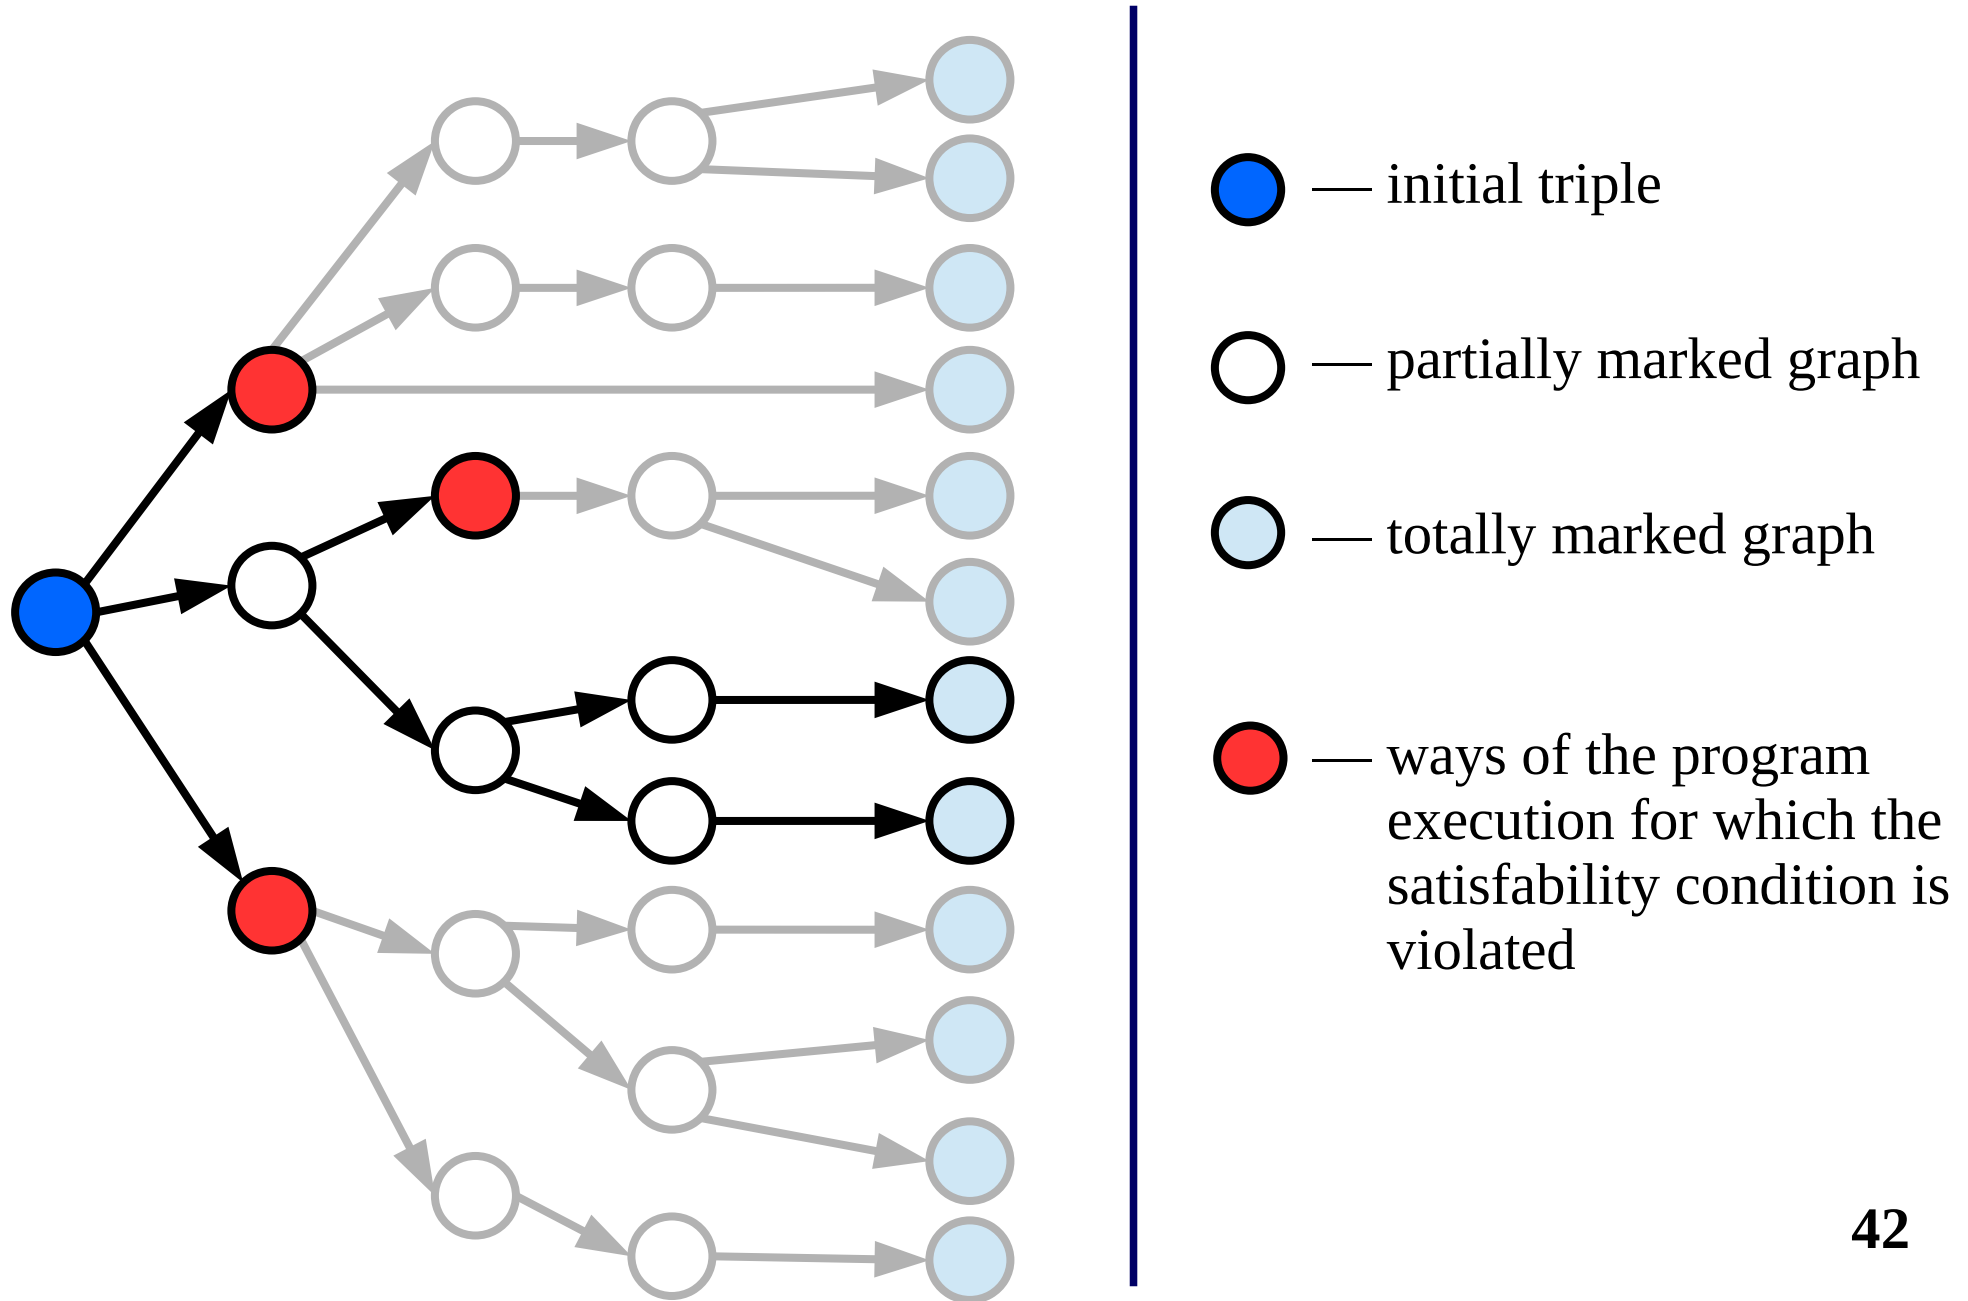 — initial triple
— partially marked graph
— totally marked graph
— ways of the program
execution for which the
satisfability condition is
violated
42